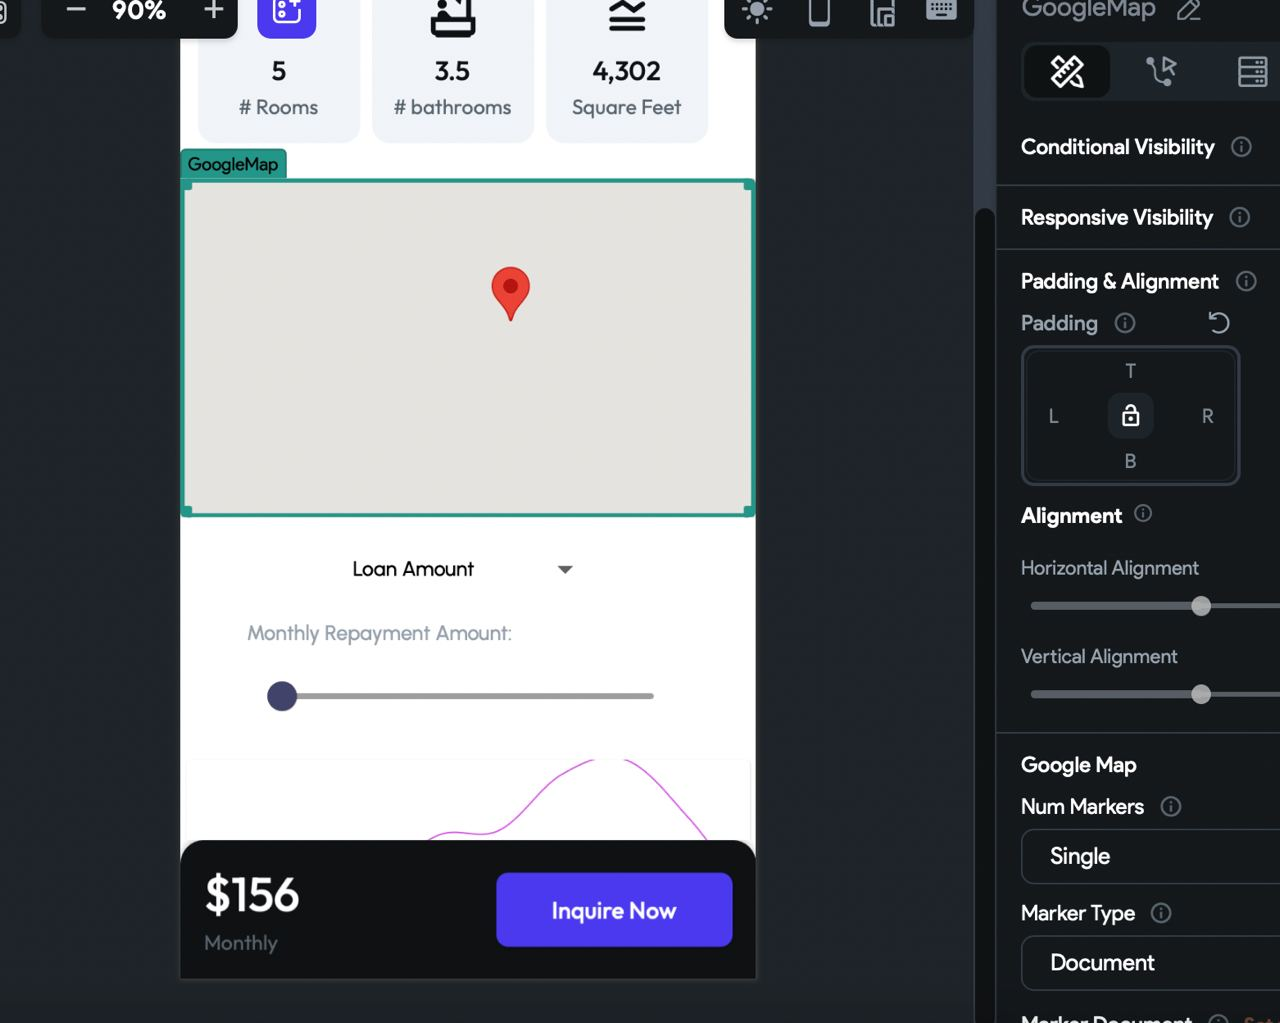 90%
GoogleMap
5
3.5
4,302
# Rooms
# bathrooms
Square Feet
GoogleMap
Conditional Visibility
Responsive Visibility
Padding & Alignment
Padding
T
L
R
B
Alignment
Horizontal Alignment
Vertical Alignment
Loan Amount
Monthly Repayment Amount:
Google Map
Num Markers
Single
Marker Type
Document
Marker Document
$156
Monthly
Inquire Now